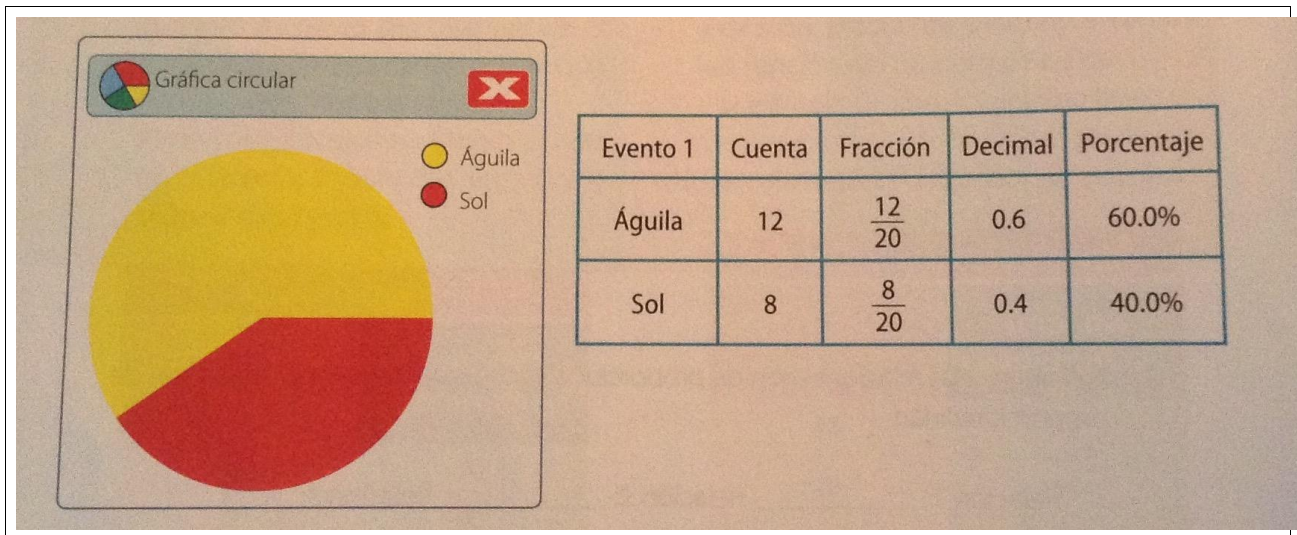 Gráfica circular
Águila
Sol
Evento 1 Cuenta Fracción Decimal Porcentaje
Águila 12 12/20 0.6 60.0%
Sol 8 8/20 0.4 40.0%